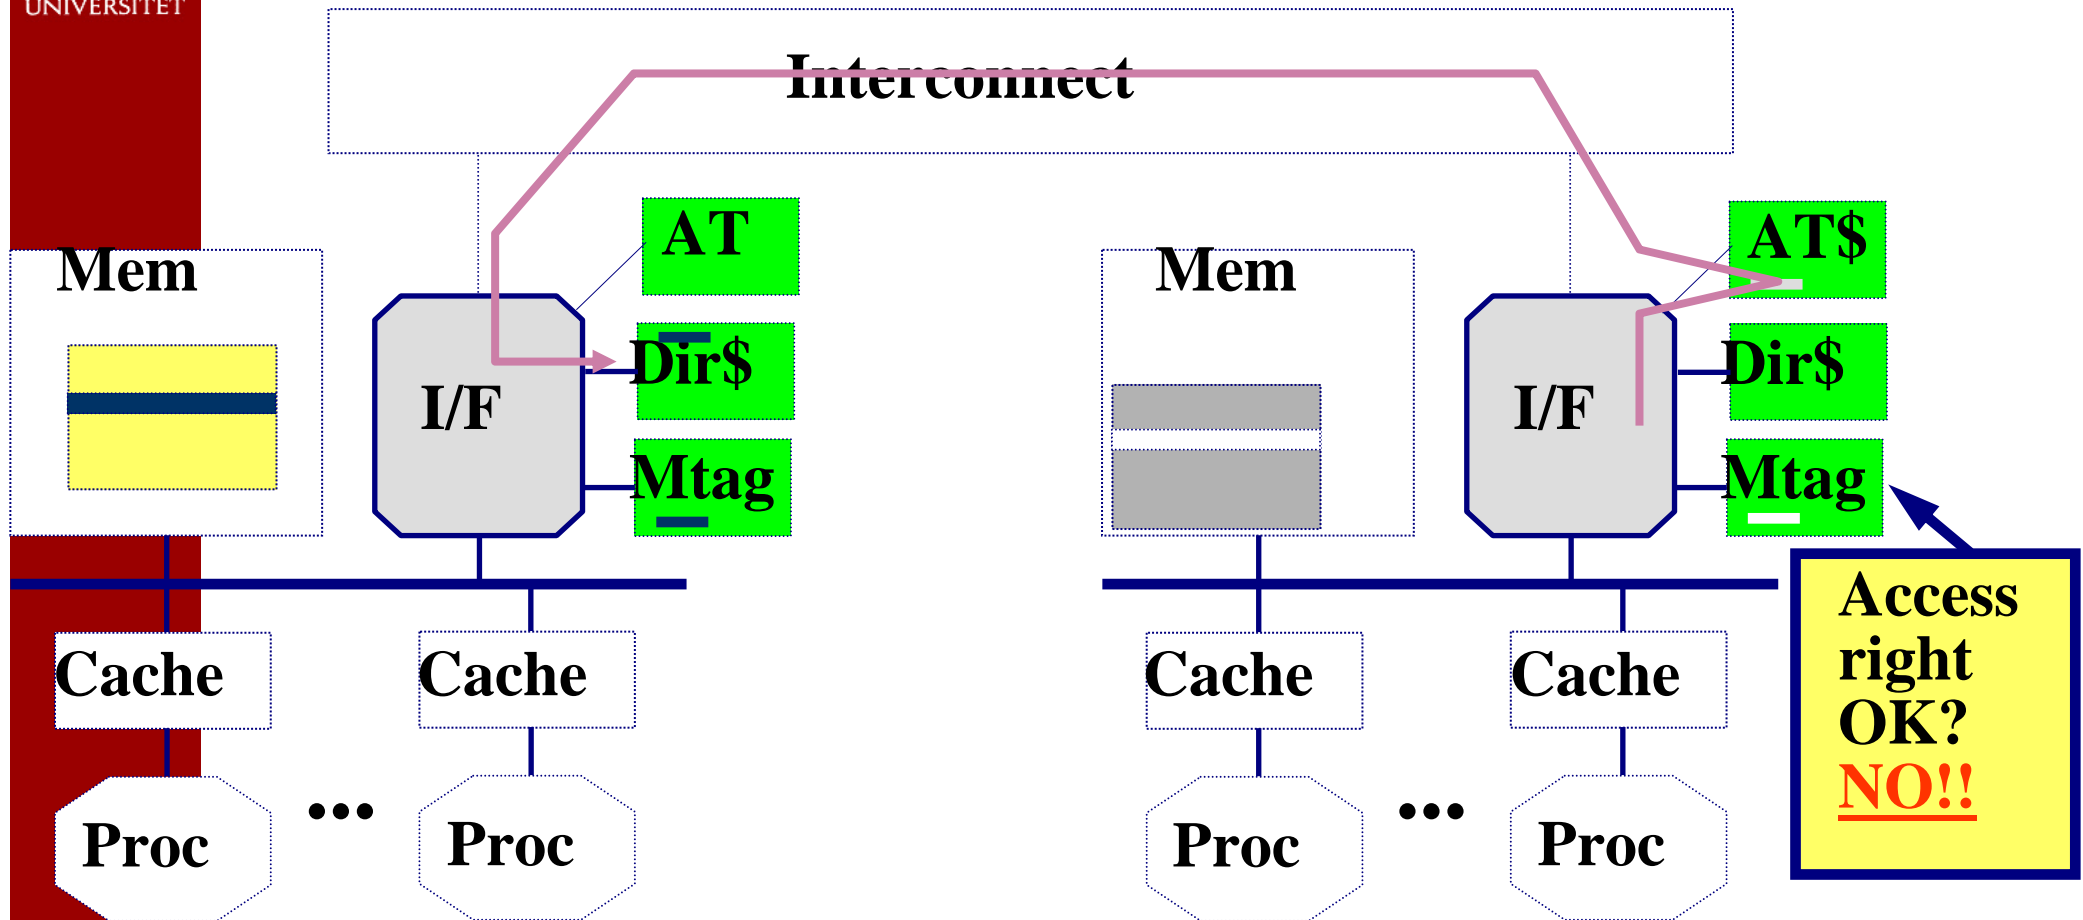 UNIVERSITET
Interconnect
AT
AT$
Mem
Mem
Dir$
Dir$
I/F
I/F
Mtag
Mtag
Access
right
OK?
NO!!
Cache
Cache
Cache
Cache
...
...
Proc
Proc
Proc
Proc